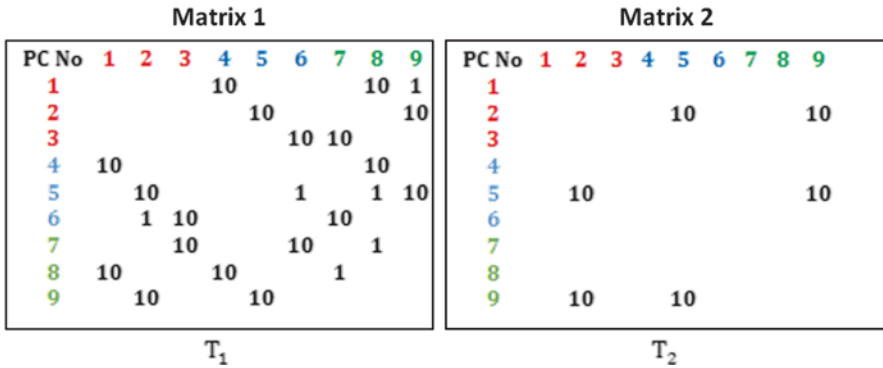 Matrix 1
PC No 1 2 3 4 5 6 7 8 9
1 10 10 1
2 10 10
3 10 10
4 10 10
5 10 1 1 10
6 1 10 10
7 10 10 1
8 10 10 1
9 10 10
T1
Matrix 2
PC No 1 2 3 4 5 6 7 8 9
1
2 10 10
3
4
5 10 10
6
7
8
9 10 10
T2